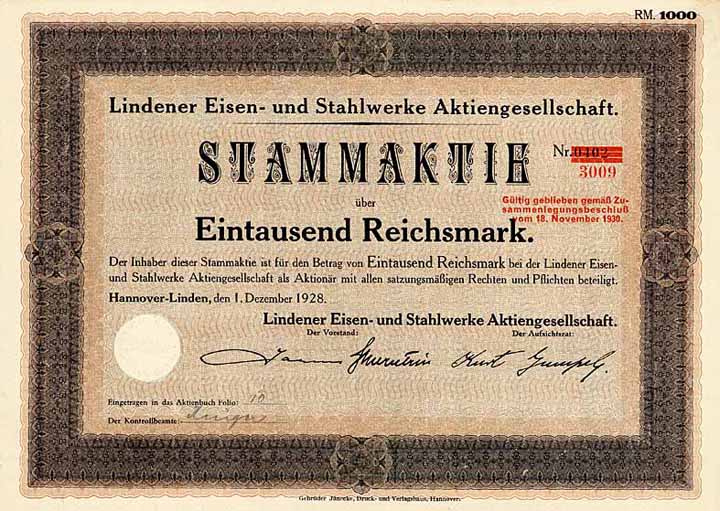 RM. 1000
Lindener Eisen- und Stahlwerke Aktiengesellschaft.
STAMMAKTIE
Nr. 0402
3009
über
Gültig geblieben gemäß Zu-
sammenlegungsbeschluß
vom 18. November 1930.
Eintausend Reichsmark.
Der Inhaber dieser Stammaktie ist für den Betrag von Eintausend Reichsmark bei der Lindener Eisen-
und Stahlwerke Aktiengesellschaft als Aktionär mit allen satzungsmäßigen Rechten und Pflichten beteiligt.
Hannover-Linden, den 1. Dezember 1928.
Lindener Eisen- und Stahlwerke Aktiengesellschaft.
Der Vorstand: Der Aufsichtsrat:
Kurt Gumpel
Eingetragen in das Aktienbuch Folio: 10
Der Kontrollbeamte:
Gebrüder Jänecke, Druck- und Verlagshaus, Hannover.